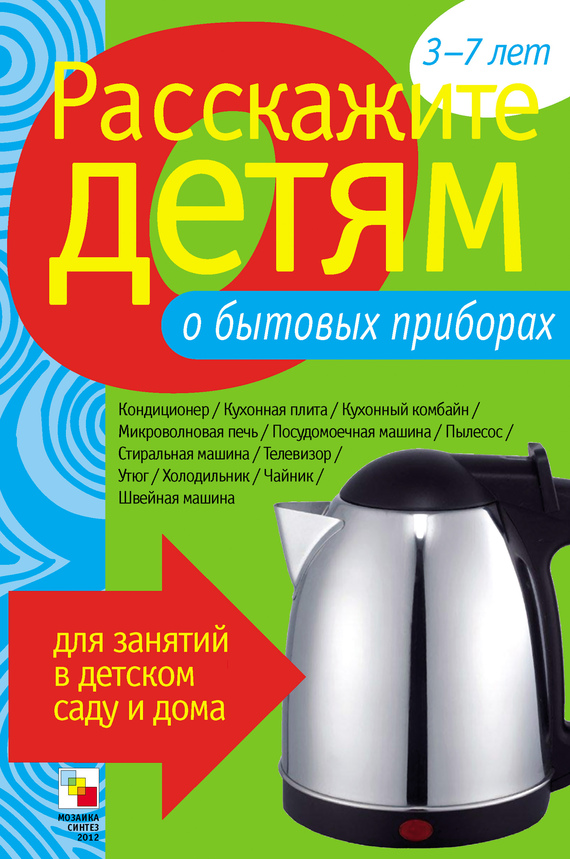 3–7 лет
Расскажите
детям
о бытовых приборах
Кондиционер / Кухонная плита / Кухонный комбайн /
Микроволновая печь / Посудомоечная машина / Пылесос /
Стиральная машина / Телевизор /
Утюг / Холодильник / Чайник /
Швейная машина
для занятий
в детском
саду и дома
МОЗАИКА
СИНТЕЗ
2012